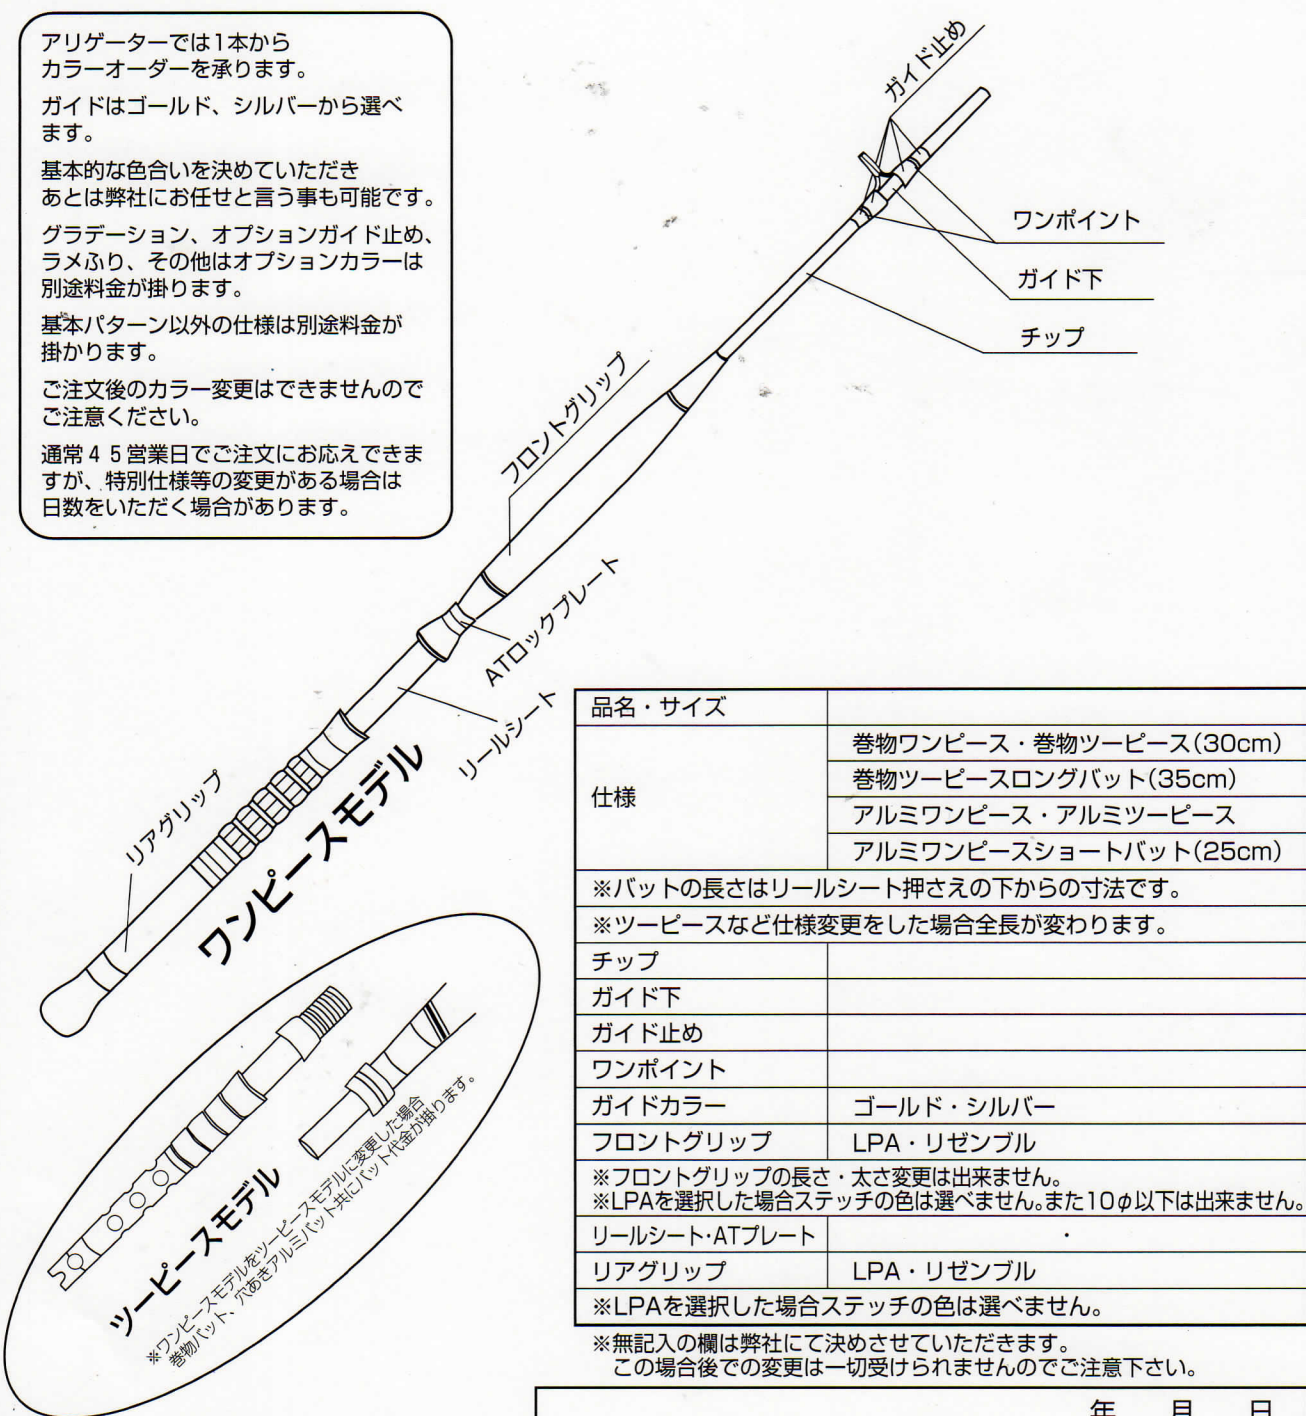 アリゲーターでは1本から
カラーオーダーを承ります。
ガイドはゴールド、シルバーから選べ
ます。
基本的な色合いを決めていただき
あとは弊社にお任せと言う事も可能です。
グラデーション、オプションガイド止め、
ラメふり、その他はオプションカラーは
別途料金が掛ります。
基本パターン以外の仕様は別途料金が
掛かります。
ご注文後のカラー変更はできませんので
ご注意ください。
通常45営業日でご注文にお応えできま
すが、特別仕様等の変更がある場合は
日数をいただく場合があります。
ガイド止め
ワンポイント
ガイド下
チップ
フロントグリップ
ATロックプレート
リールシート
リアグリップ
ワンピースモデル
ツーピースモデル
※ワンピースモデルをツーピースモデルに変更した場合
巻物バット、穴あきアルミバット共にバット代金が掛ります。
品名・サイズ
仕様
巻物ワンピース・巻物ツーピース(30cm)
巻物ツーピースロングバット(35cm)
アルミワンピース・アルミツーピース
アルミワンピースショートバット(25cm)
※バットの長さはリールシート押さえの下からの寸法です。
※ツーピースなど仕様変更をした場合全長が変わります。
チップ
ガイド下
ガイド止め
ワンポイント
ガイドカラー ゴールド・シルバー
フロントグリップ LPA・リゼンブル
※フロントグリップの長さ・太さ変更は出来ません。
※LPAを選択した場合ステッチの色は選べません。また10φ以下は出来ません。
リールシート・ATプレート ・
リアグリップ LPA・リゼンブル
※LPAを選択した場合ステッチの色は選べません。
※無記入の欄は弊社にて決めさせていただきます。
この場合後での変更は一切受けられませんのでご注意下さい。
年 月 日